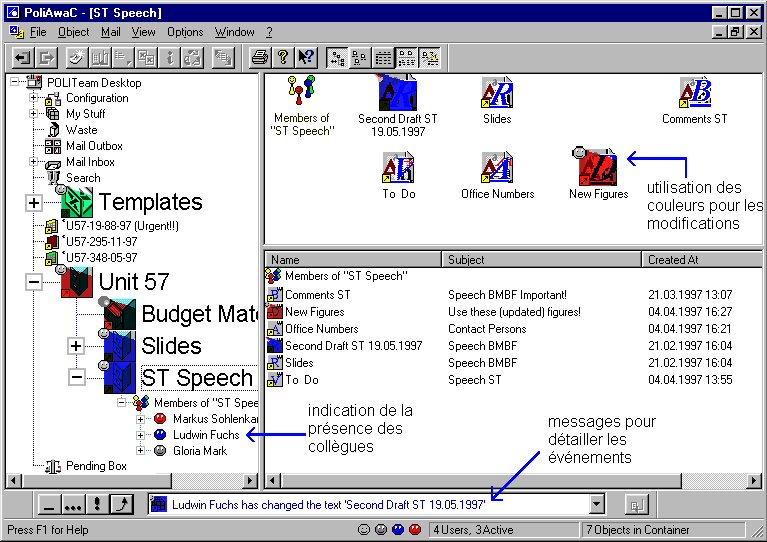 PoliAwaC - [ST Speech]
File Object Mail View Options Window ?
POLITeam Desktop
Configuration
My Stuff
Waste
Mail Outbox
Mail Inbox
Search
Templates
'U57-19-88-97 (Urgent!!)
'U57-295-11-97
'U57-348-05-97
Unit 57
Budget Mate
Slides
ST Speech
Members of "ST Spee
Markus Sohlenka
Ludwin Fuchs
Gloria Mark
Pending Box
Members of
"ST Speech"
Second Draft ST
19.05.1997
Slides
Comments ST
To Do
Office Numbers
New Figures
utilisation des
couleurs pour les
modifications
Name Subject Created At
Members of "ST Speech"
Comments ST Speech BMBF Important! 21.03.1997 13:07
New Figures Use these (updated) figures! 04.04.1997 16:27
Office Numbers Contact Persons 04.04.1997 16:21
Second Draft ST 19.05.1997 Speech BMBF 21.02.1997 16:04
Slides Speech BMBF 21.02.1997 16:04
To Do Speech ST 04.04.1997 13:55
indication de la
présence des
collègues
messages pour
détailler les
événements
Ludwin Fuchs has changed the text 'Second Draft ST 19.05.1997'
Press F1 for Help 4 Users, 3 Active 7 Objects in Container